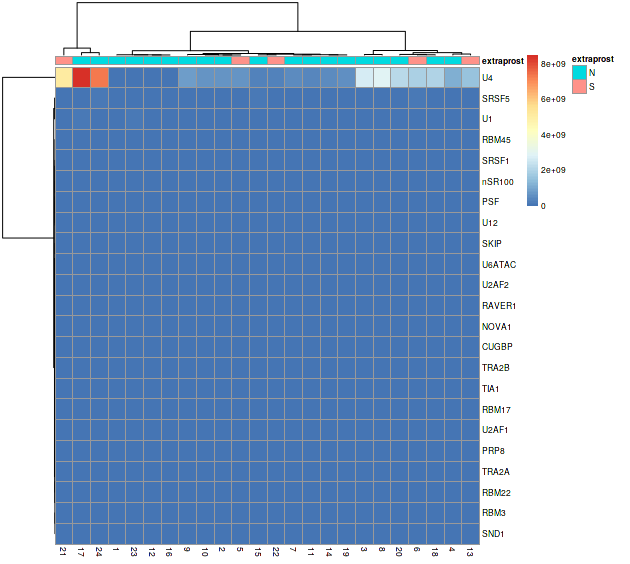 extraprost
8e+09
6e+09
4e+09
2e+09
0
extraprost
N
S
U4
SRSF5
U1
RBM45
SRSF1
nSR100
PSF
U12
SKIP
U6ATAC
U2AF2
RAVER1
NOVA1
CUGBP
TRA2B
TIA1
RBM17
U2AF1
PRP8
TRA2A
RBM22
RBM3
SND1
21 17 24 1 23 12 16 9 10 2 5 15 22 7 11 14 19 3 8 20 6 18 4 13